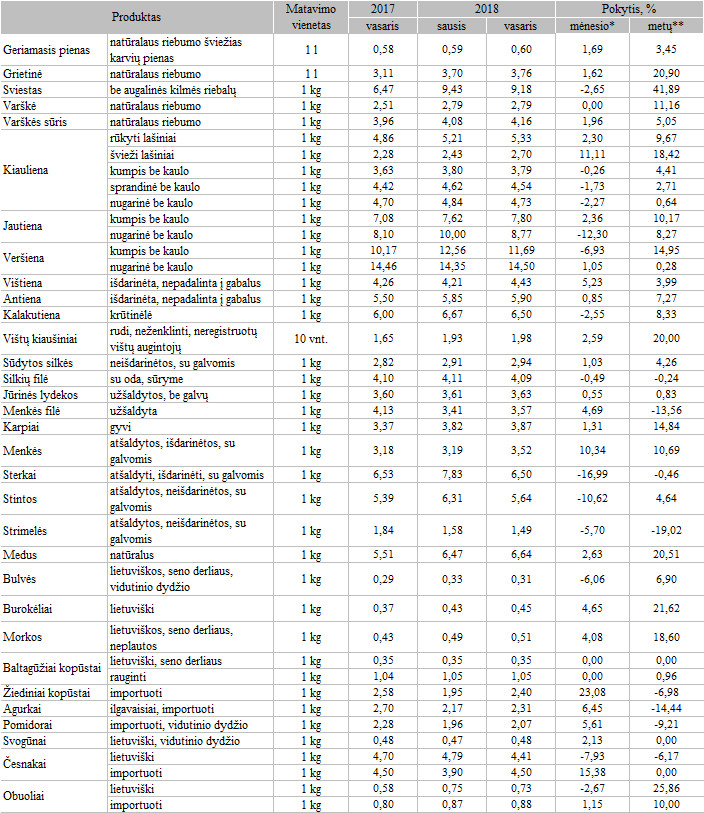 Produktas Matavimo vienetas 2017 2018 Pokytis, %
vasaris sausis vasaris mėnesio* metų**
Geriamasis pienas natūralaus riebumo šviežias karvių pienas 1 l 0,58 0,59 0,60 1,69 3,45
Grietinė natūralaus riebumo 1 l 3,11 3,70 3,76 1,62 20,90
Sviestas be augalinės kilmės riebalų 1 kg 6,47 9,43 9,18 -2,65 41,89
Varškė natūralaus riebumo 1 kg 2,51 2,79 2,79 0,00 11,16
Varškės sūris natūralaus riebumo 1 kg 3,96 4,08 4,16 1,96 5,05
Kiauliena rūkyti lašiniai 1 kg 4,86 5,21 5,33 2,30 9,67
švieži lašiniai 1 kg 2,28 2,43 2,70 11,11 18,42
kumpis be kaulo 1 kg 3,63 3,80 3,79 -0,26 4,41
sprandinė be kaulo 1 kg 4,42 4,62 4,54 -1,73 2,71
nugarinė be kaulo 1 kg 4,70 4,84 4,73 -2,27 0,64
Jautiena kumpis be kaulo 1 kg 7,08 7,62 7,80 2,36 10,17
nugarinė be kaulo 1 kg 8,10 10,00 8,77 -12,30 8,27
Veršiena kumpis be kaulo 1 kg 10,17 12,56 11,69 -6,93 14,95
nugarinė be kaulo 1 kg 14,46 14,35 14,50 1,05 0,28
Vištiena išdarinėta, nepadalinta į gabalus 1 kg 4,26 4,21 4,43 5,23 3,99
Antiena išdarinėta, nepadalinta į gabalus 1 kg 5,50 5,85 5,90 0,85 7,27
Kalakutiena krūtinėlė 1 kg 6,00 6,67 6,50 -2,55 8,33
Vištų kiaušiniai rudi, neženklinti, neregistruotų vištų augintojų 10 vnt. 1,65 1,93 1,98 2,59 20,00
Sūdytos silkės neišdarinėtos, su galvomis 1 kg 2,82 2,91 2,94 1,03 4,26
Silkių filė su oda, sūryme 1 kg 4,10 4,11 4,09 -0,49 -0,24
Jūrinės lydekos užšaldytos, be galvų 1 kg 3,60 3,61 3,63 0,55 0,83
Menkės filė užšaldyta 1 kg 4,13 3,41 3,57 4,69 -13,56
Karpiai gyvi 1 kg 3,37 3,82 3,87 1,31 14,84
Menkės atšaldytos, išdarinėtos, su galvomis 1 kg 3,18 3,19 3,52 10,34 10,69
Sterkai atšaldyti, išdarinėti, su galvomis 1 kg 6,53 7,83 6,50 -16,99 -0,46
Stintos atšaldytos, neišdarinėtos, su galvomis 1 kg 5,39 6,31 5,64 -10,62 4,64
Strimelės atšaldytos, neišdarinėtos, su galvomis 1 kg 1,84 1,58 1,49 -5,70 -19,02
Medus natūralus 1 kg 5,51 6,47 6,64 2,63 20,51
Bulvės lietuviškos, seno derliaus, vidutinio dydžio 1 kg 0,29 0,33 0,31 -6,06 6,90
Burokėliai lietuviški 1 kg 0,37 0,43 0,45 4,65 21,62
Morkos lietuviškos, seno derliaus, neplautos 1 kg 0,43 0,49 0,51 4,08 18,60
Baltagūžiai kopūstai lietuviški, seno derliaus 1 kg 0,35 0,35 0,35 0,00 0,00
rauginti 1 kg 1,04 1,05 1,05 0,00 0,96
Žiediniai kopūstai importuoti 1 kg 2,58 1,95 2,40 23,08 -6,98
Agurkai ilgavaisiai, importuoti 1 kg 2,70 2,17 2,31 6,45 -14,44
Pomidorai importuoti, vidutinio dydžio 1 kg 2,28 1,96 2,07 5,61 -9,21
Svogūnai lietuviški, vidutinio dydžio 1 kg 0,48 0,47 0,48 2,13 0,00
Česnakai lietuviški 1 kg 4,70 4,79 4,41 -7,93 -6,17
importuoti 1 kg 4,50 3,90 4,50 15,38 0,00
Obuoliai lietuviški 1 kg 0,58 0,75 0,73 -2,67 25,86
importuoti 1 kg 0,80 0,87 0,88 1,15 10,00